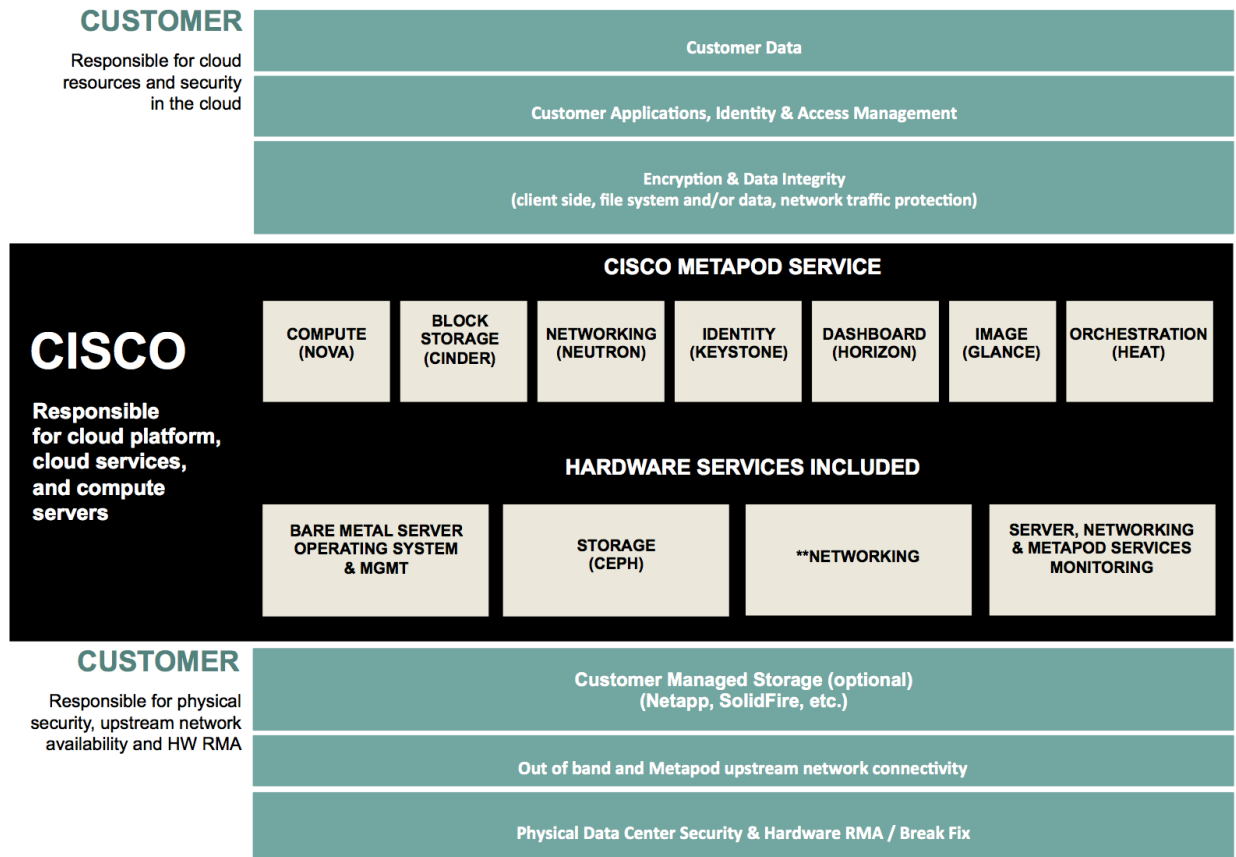 CUSTOMER
Responsible for cloud
resources and security
in the cloud
Customer Data
Customer Applications, Identity & Access Management
Encryption & Data Integrity
(client side, file system and/or data, network traffic protection)
CISCO
Responsible
for cloud platform,
cloud services,
and compute
servers
CISCO METAPOD SERVICE
COMPUTE
(NOVA)
BLOCK
STORAGE
(CINDER)
NETWORKING
(NEUTRON)
IDENTITY
(KEYSTONE)
DASHBOARD
(HORIZON)
IMAGE
(GLANCE)
ORCHESTRATION
(HEAT)
HARDWARE SERVICES INCLUDED
BARE METAL SERVER
OPERATING SYSTEM
& MGMT
STORAGE
(CEPH)
**NETWORKING
SERVER, NETWORKING
& METAPOD SERVICES
MONITORING
CUSTOMER
Responsible for physical
security, upstream network
availability and HW RMA
Customer Managed Storage (optional)
(Netapp, SolidFire, etc.)
Out of band and Metapod upstream network connectivity
Physical Data Center Security & Hardware RMA / Break Fix